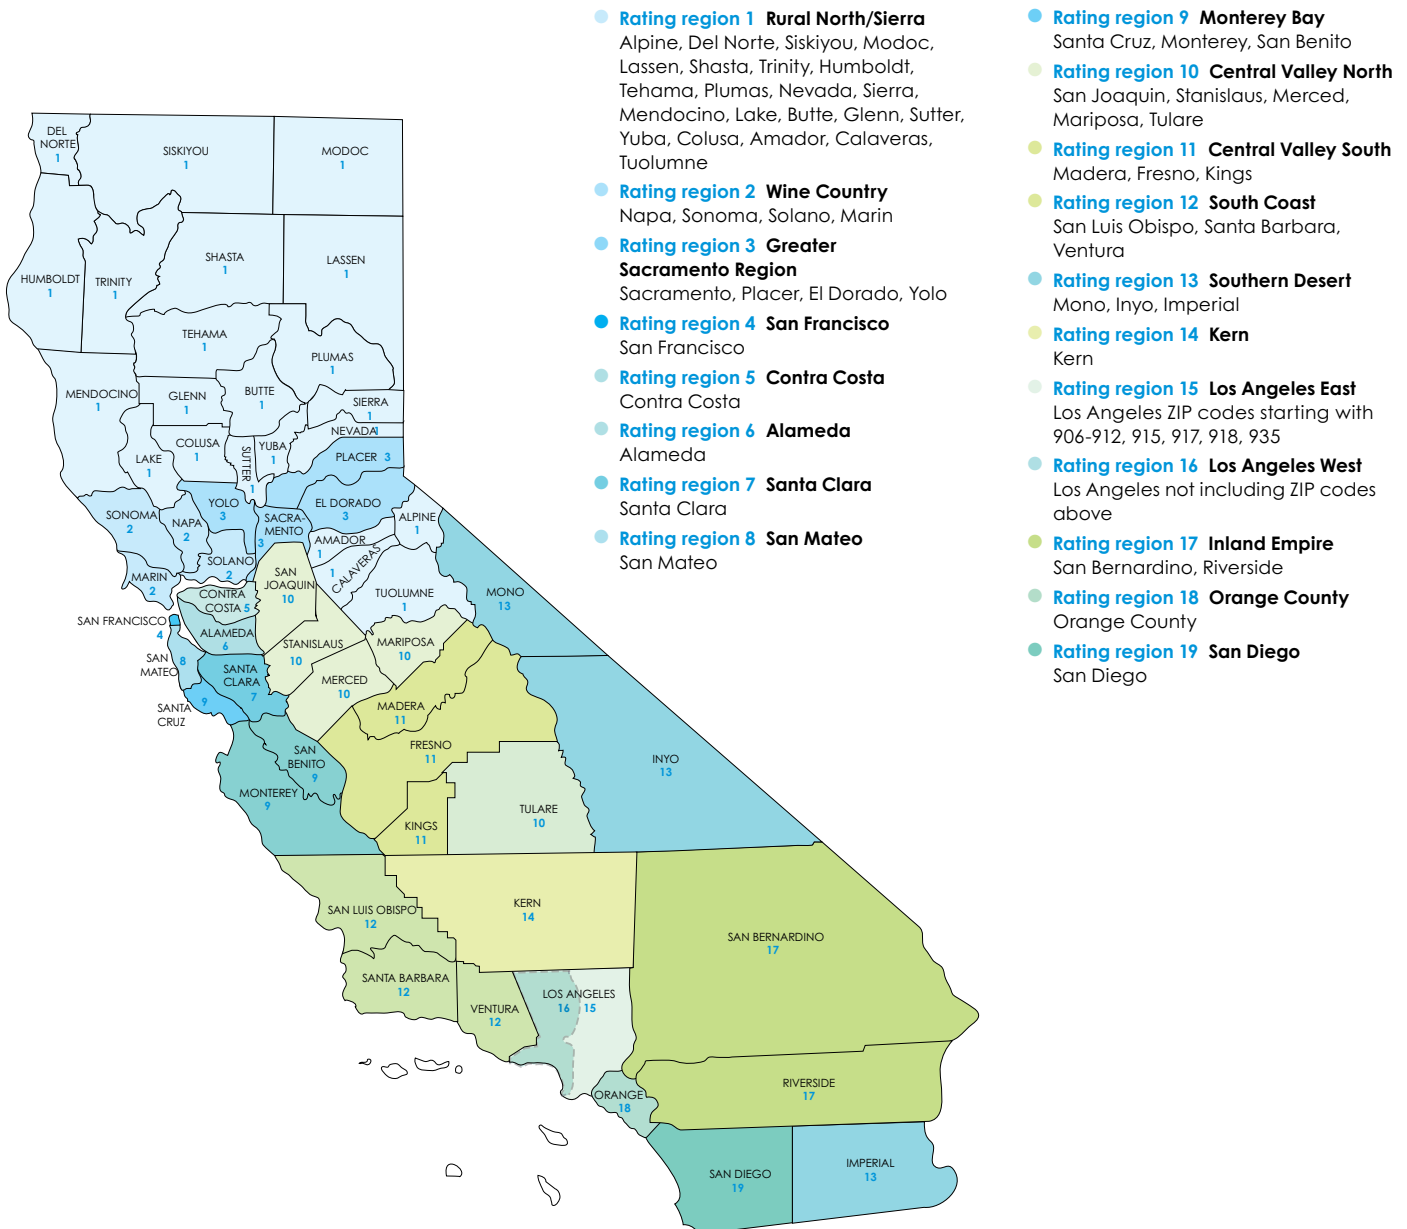 Rating region 1 Rural North/Sierra
Alpine, Del Norte, Siskiyou, Modoc,
Lassen, Shasta, Trinity, Humboldt,
Tehama, Plumas, Nevada, Sierra,
Mendocino, Lake, Butte, Glenn, Sutter,
Yuba, Colusa, Amador, Calaveras,
Tuolumne
Rating region 2 Wine Country
Napa, Sonoma, Solano, Marin
Rating region 3 Greater
Sacramento Region
Sacramento, Placer, El Dorado, Yolo
Rating region 4 San Francisco
San Francisco
Rating region 5 Contra Costa
Contra Costa
Rating region 6 Alameda
Alameda
Rating region 7 Santa Clara
Santa Clara
Rating region 8 San Mateo
San Mateo
Rating region 9 Monterey Bay
Santa Cruz, Monterey, San Benito
Rating region 10 Central Valley North
San Joaquin, Stanislaus, Merced,
Mariposa, Tulare
Rating region 11 Central Valley South
Madera, Fresno, Kings
Rating region 12 South Coast
San Luis Obispo, Santa Barbara,
Ventura
Rating region 13 Southern Desert
Mono, Inyo, Imperial
Rating region 14 Kern
Kern
Rating region 15 Los Angeles East
Los Angeles ZIP codes starting with
906-912, 915, 917, 918, 935
Rating region 16 Los Angeles West
Los Angeles not including ZIP codes
above
Rating region 17 Inland Empire
San Bernardino, Riverside
Rating region 18 Orange County
Orange County
Rating region 19 San Diego
San Diego
DEL
NORTE
1
SISKIYOU
1
MODOC
1
HUMBOLDT
1
TRINITY
1
SHASTA
1
LASSEN
1
TEHAMA
1
PLUMAS
1
MENDOCINO
1
GLENN
1
BUTTE
1
SIERRA
1
NEVADA 1
COLUSA
1
SUTTER
1
YUBA
1
PLACER 3
LAKE
1
YOLO
3
EL DORADO
3
SONOMA
2
NAPA
2
SACRA-
MENTO
3
ALPINE
1
AMADOR
1
CALAVERAS
1
SOLANO
2
MARIN
2
SAN
JOAQUIN
10
TUOLUMNE
1
MONO
13
CONTRA
COSTA 5
SAN FRANCISCO
4
ALAMEDA
6
STANISLAUS
10
MARIPOSA
10
SAN
MATEO
8
SANTA
CLARA
7
MERCED
10
SANTA
CRUZ
9
MADERA
11
SAN
BENITO
9
FRESNO
11
INYO
13
MONTEREY
9
TULARE
10
KINGS
11
SAN LUIS OBISPO
12
KERN
14
SAN BERNARDINO
17
SANTA BARBARA
12
VENTURA
12
LOS ANGELES
16 15
RIVERSIDE
17
ORANGE
18
SAN DIEGO
19
IMPERIAL
13